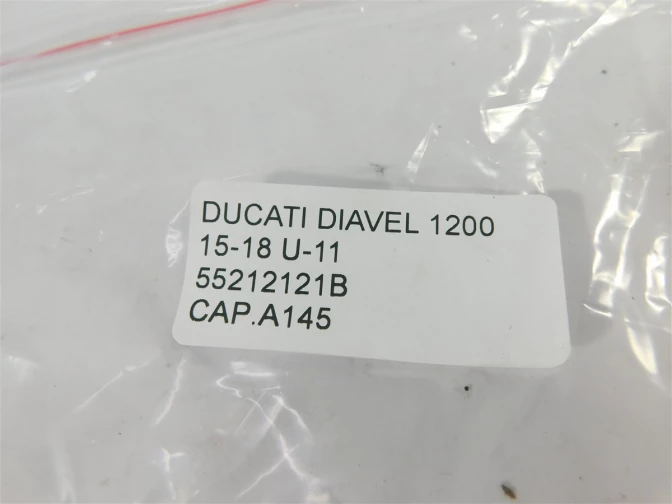 DUCATI DIAVEL 1200
15-18 U-11
55212121B
CAP.A145